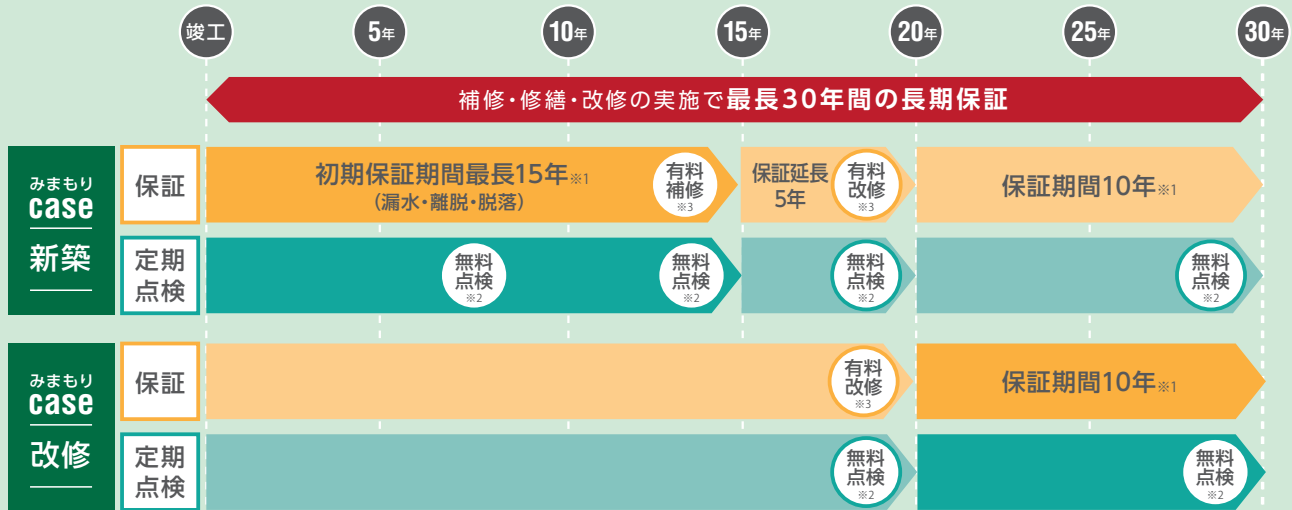 竣工 5年 10年 15年 20年 25年 30年
補修・修繕・改修の実施で最長30年間の長期保証
みまもり
case
新築
保証
初期保証期間最長15年※1
(漏水・離脱・脱落)
有料
補修
※3
保証延長
5年
有料
改修
※3
保証期間10年※1
定期
点検
無料
点検
※2
無料
点検
※2
無料
点検
※2
無料
点検
※2
みまもり
case
改修
保証
有料
改修
※3
保証期間10年※1
定期
点検
無料
点検
※2
無料
点検
※2